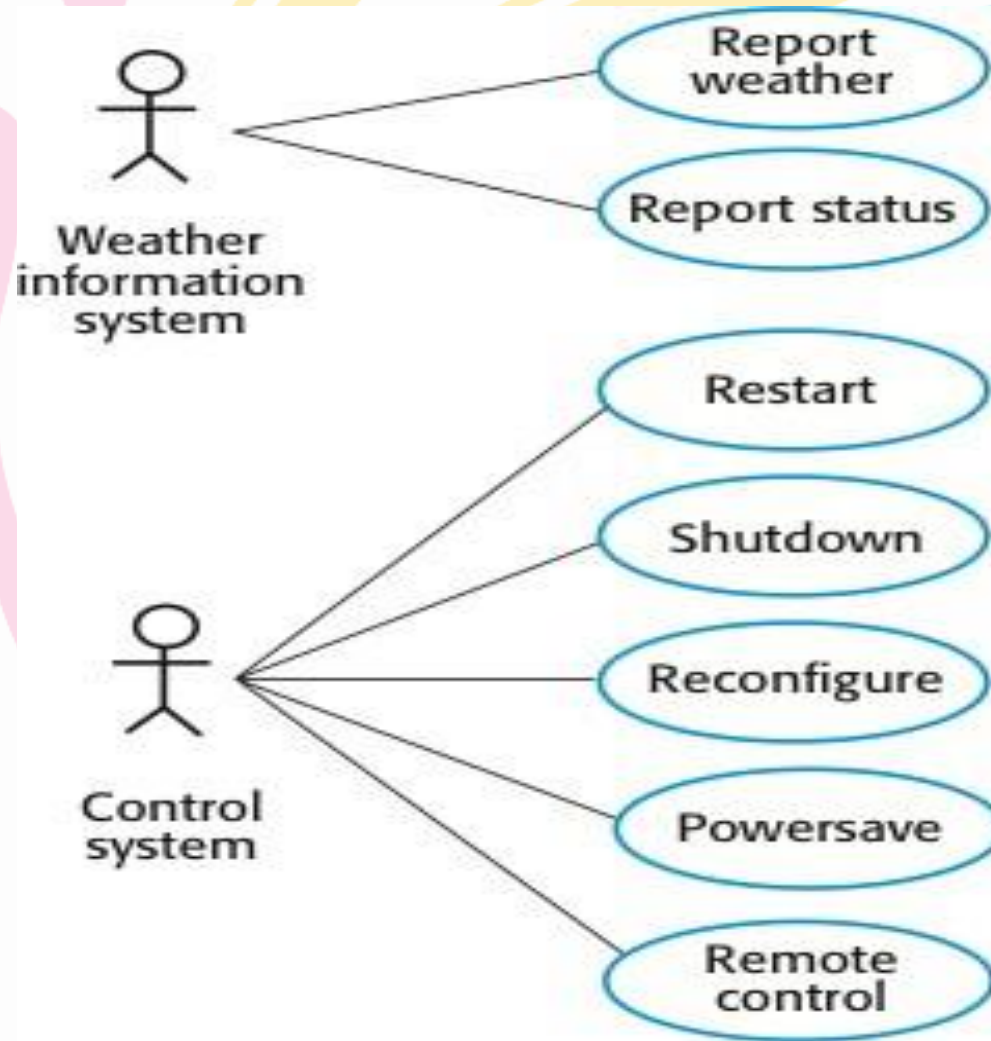 Report
weather
Report status
Weather
information
system
Restart
Shutdown
Reconfigure
Powersave
Remote
control
Control
system